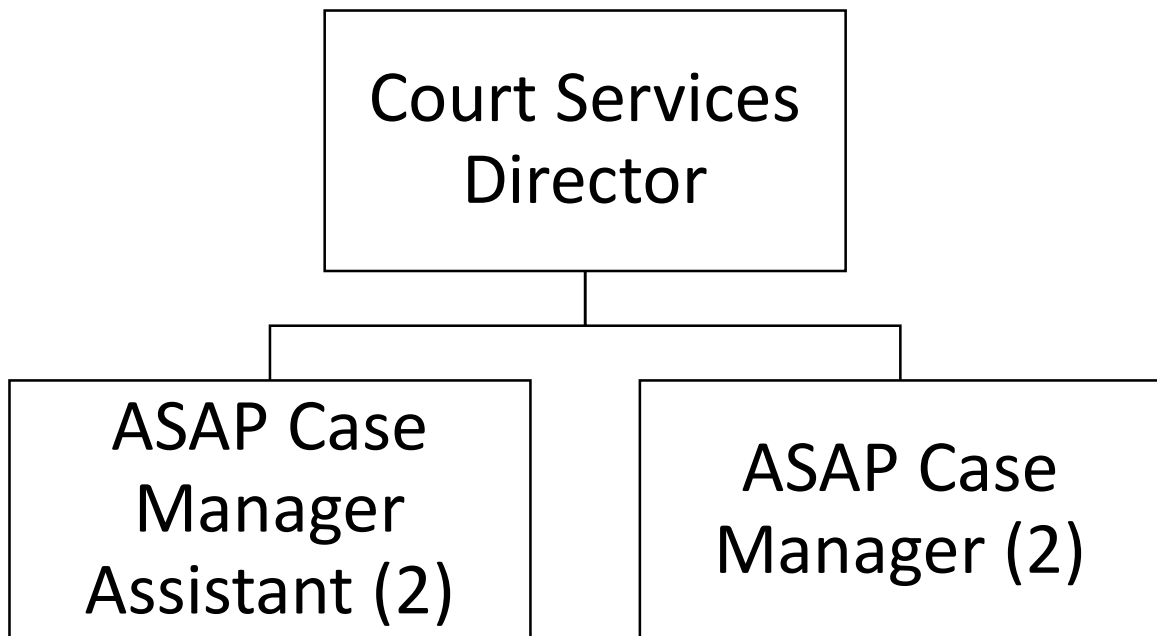 Court Services
Director
ASAP Case
Manager
Assistant (2)
ASAP Case
Manager (2)